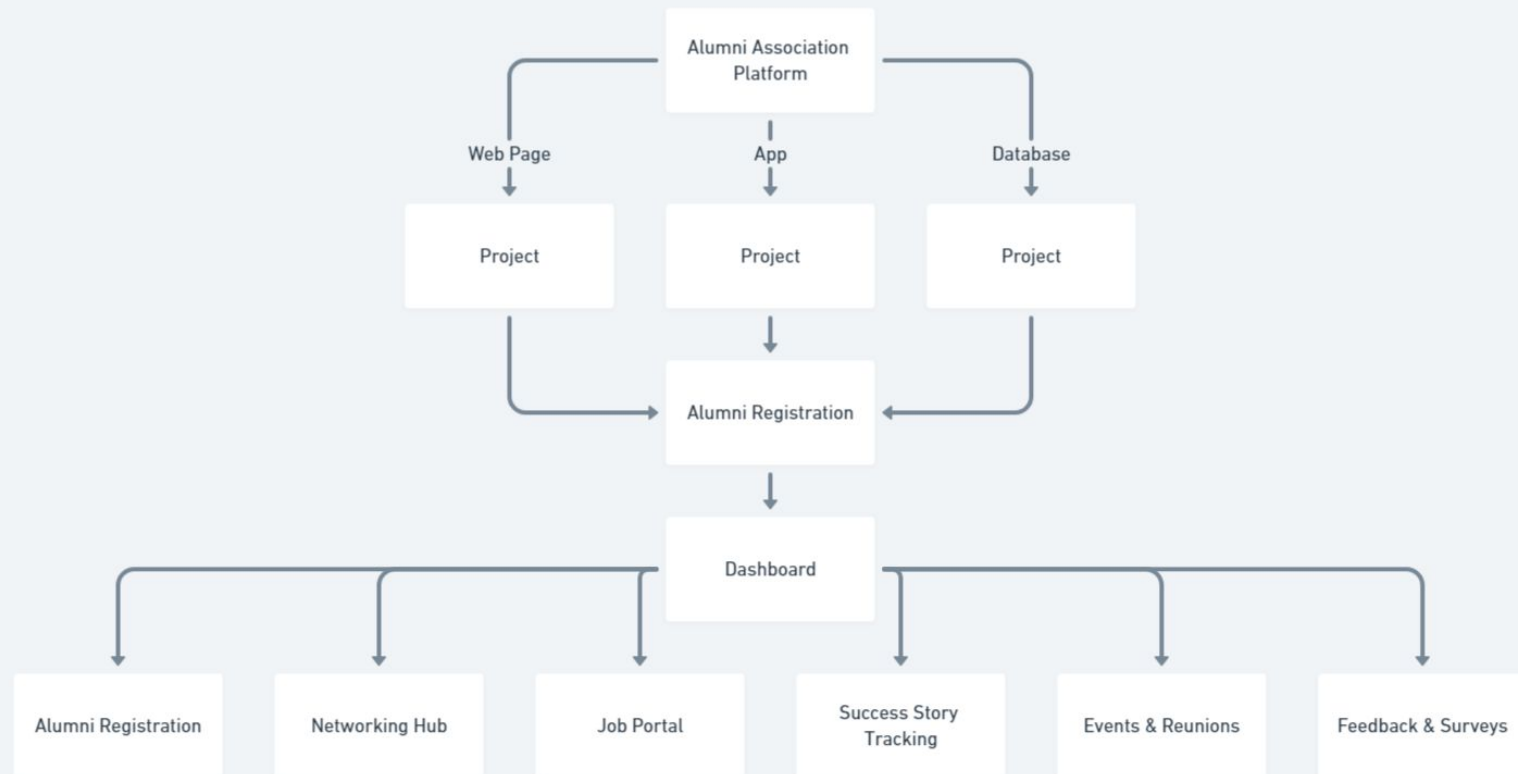 Alumni Association
Platform
Web Page
App
Database
Project
Project
Project
Alumni Registration
Dashboard
Alumni Registration
Networking Hub
Job Portal
Success Story
Tracking
Events & Reunions
Feedback & Surveys